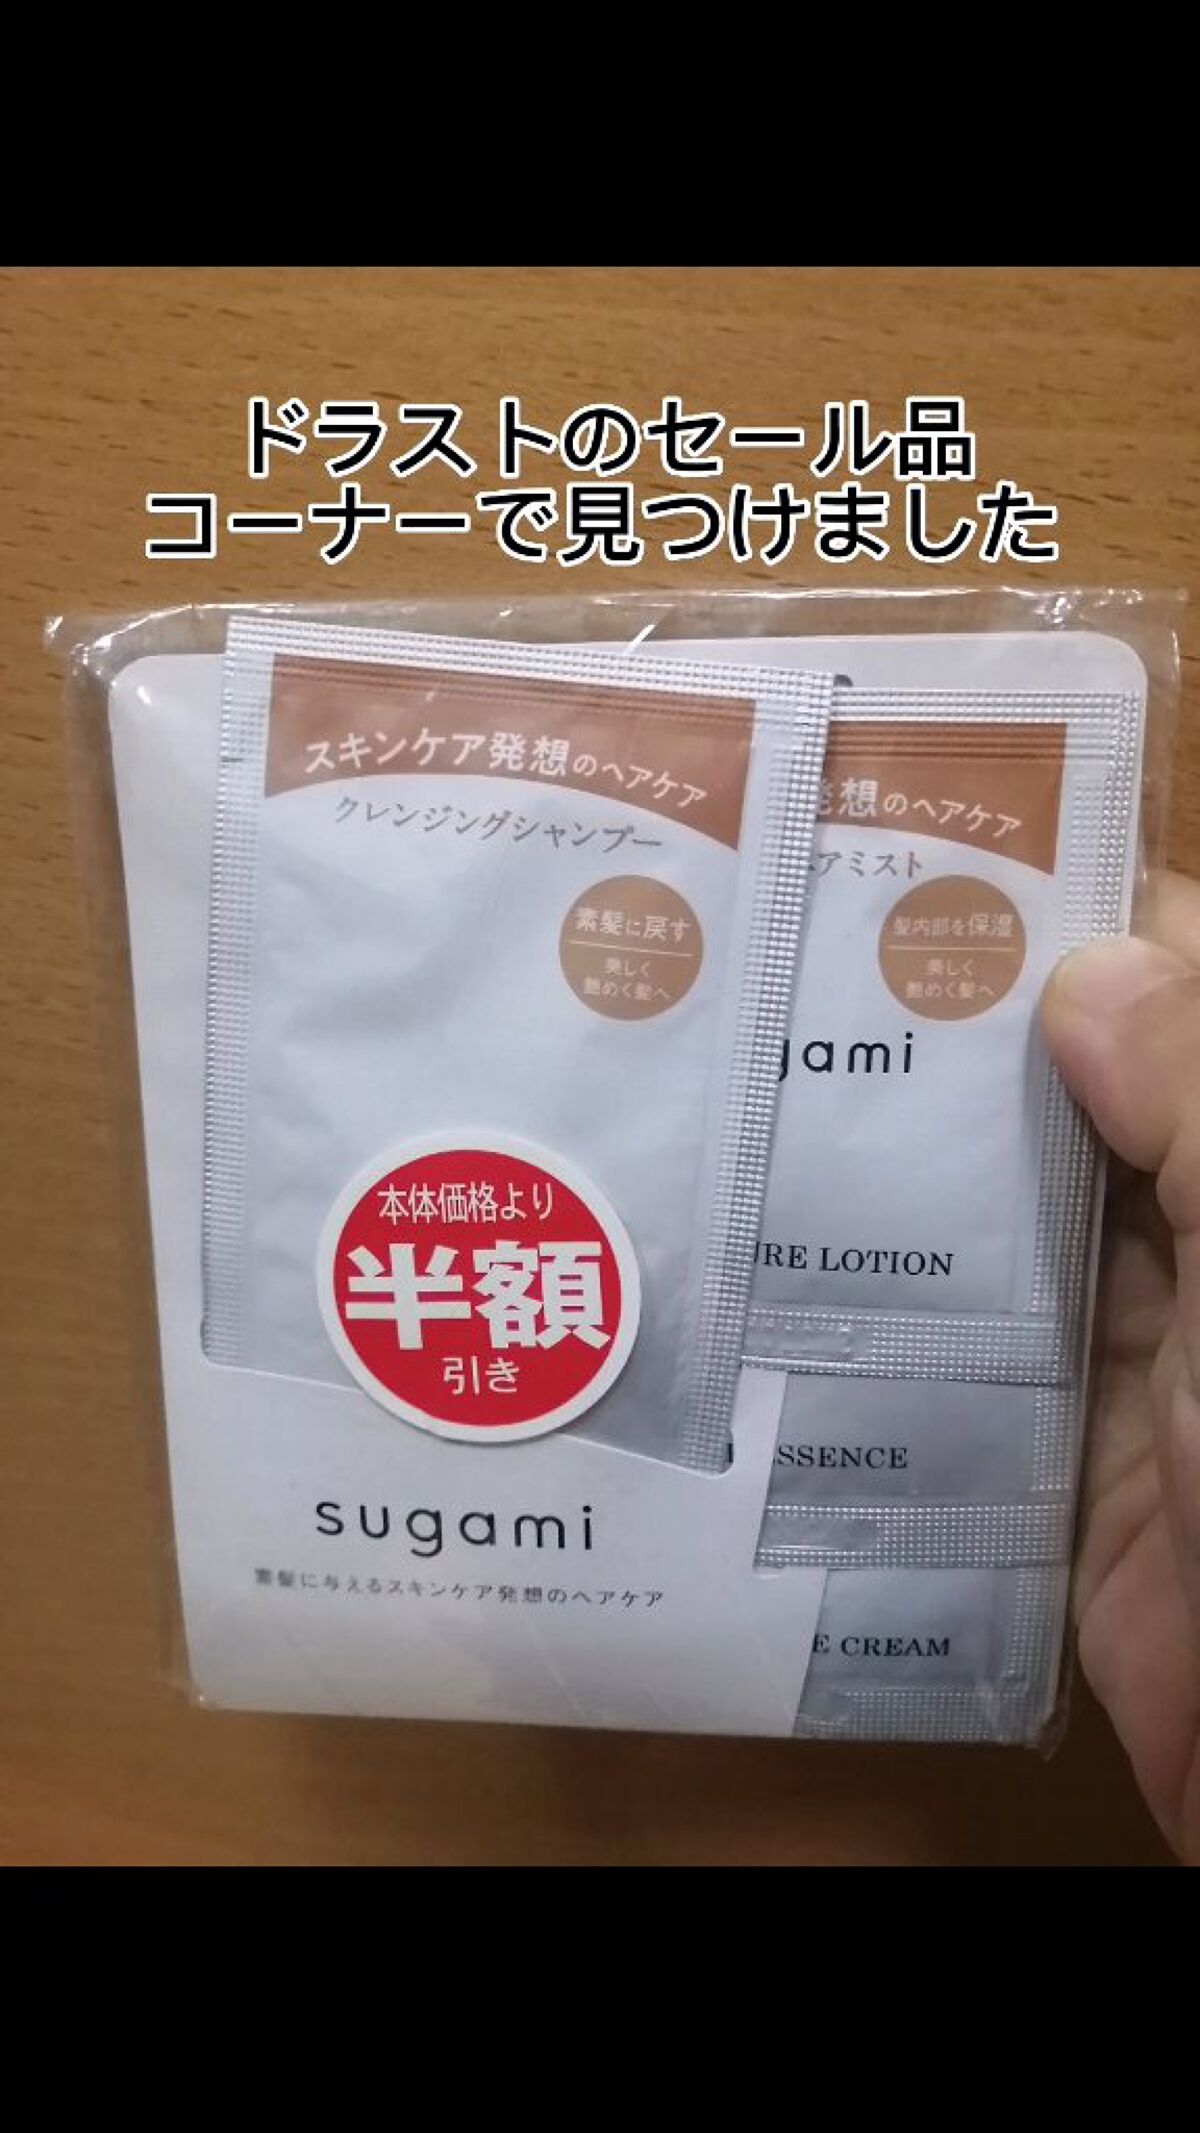 ドラストのセール品
コーナーで見つけました
スキンケア発想のヘアケア
クレンジングシャンプー
素髪に戻す
美しく
艶めく髪へ
発想のヘアケア
ヘアミスト
髪内部を保湿
美しく
艶めく髪へ
gami
URE LOTION
本体価格より
半額
引き
ESSENCE
sugami
素髪に与えるスキンケア発想のヘアケア
E CREAM